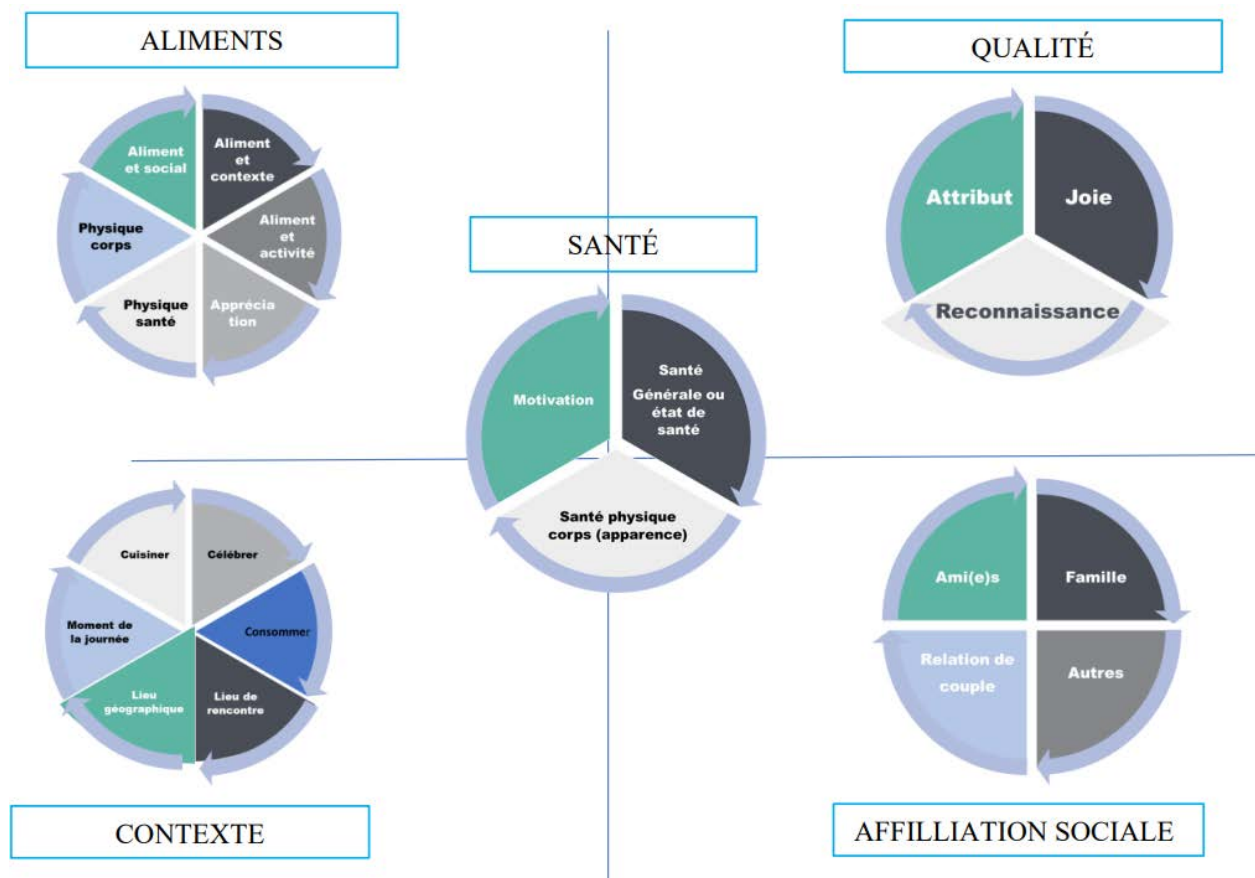 ALIMENTS
Aliment
et social
Aliment
et
contexte
Aliment
et
activité
Apprécia
tion
Physique
santé
Physique
corps
QUALITÉ
Attribut
Joie
Reconnaissance
SANTÉ
Motivation
Santé
Générale ou
état de
santé
Santé physique
corps (apparence)
Cuisiner
Célébrer
Consommer
Lieu de
rencontre
Lieu
géographique
Moment de
la journée
CONTEXTE
Ami(e)s
Famille
Autres
Relation de
couple
AFFILLIATION SOCIALE